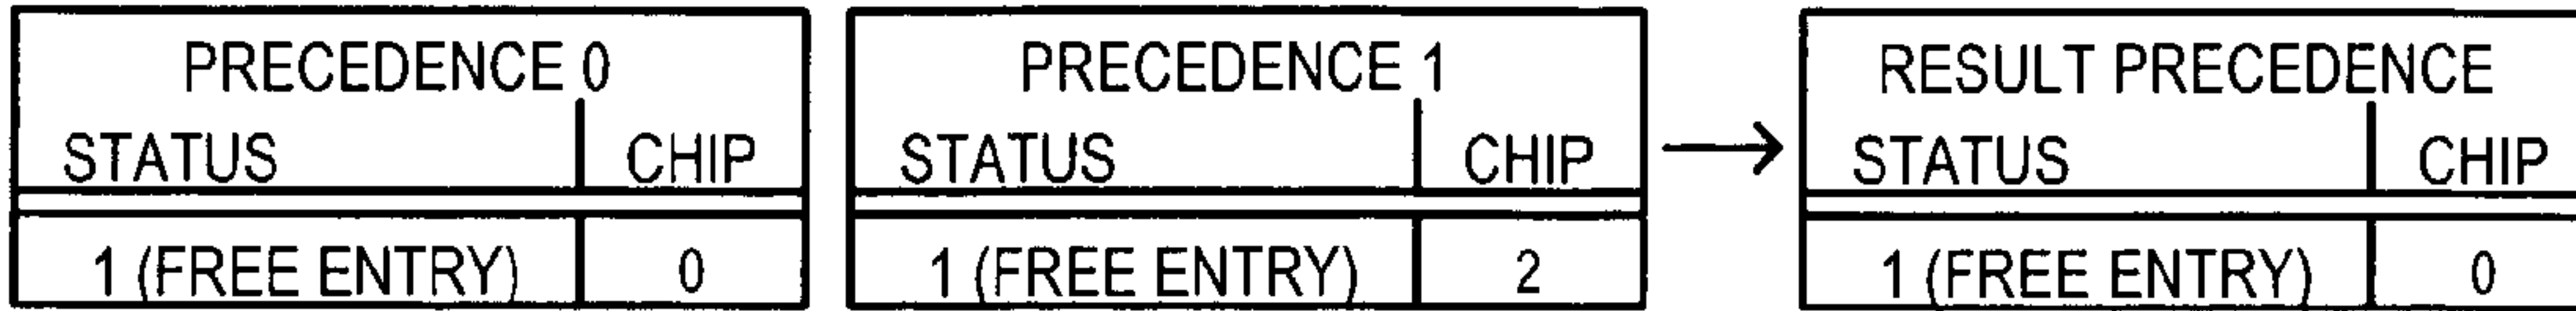 PRECEDENCE 0
STATUS CHIP
1 (FREE ENTRY) 0
PRECEDENCE 1
STATUS CHIP
1 (FREE ENTRY) 2
RESULT PRECEDENCE
STATUS CHIP
1 (FREE ENTRY) 0